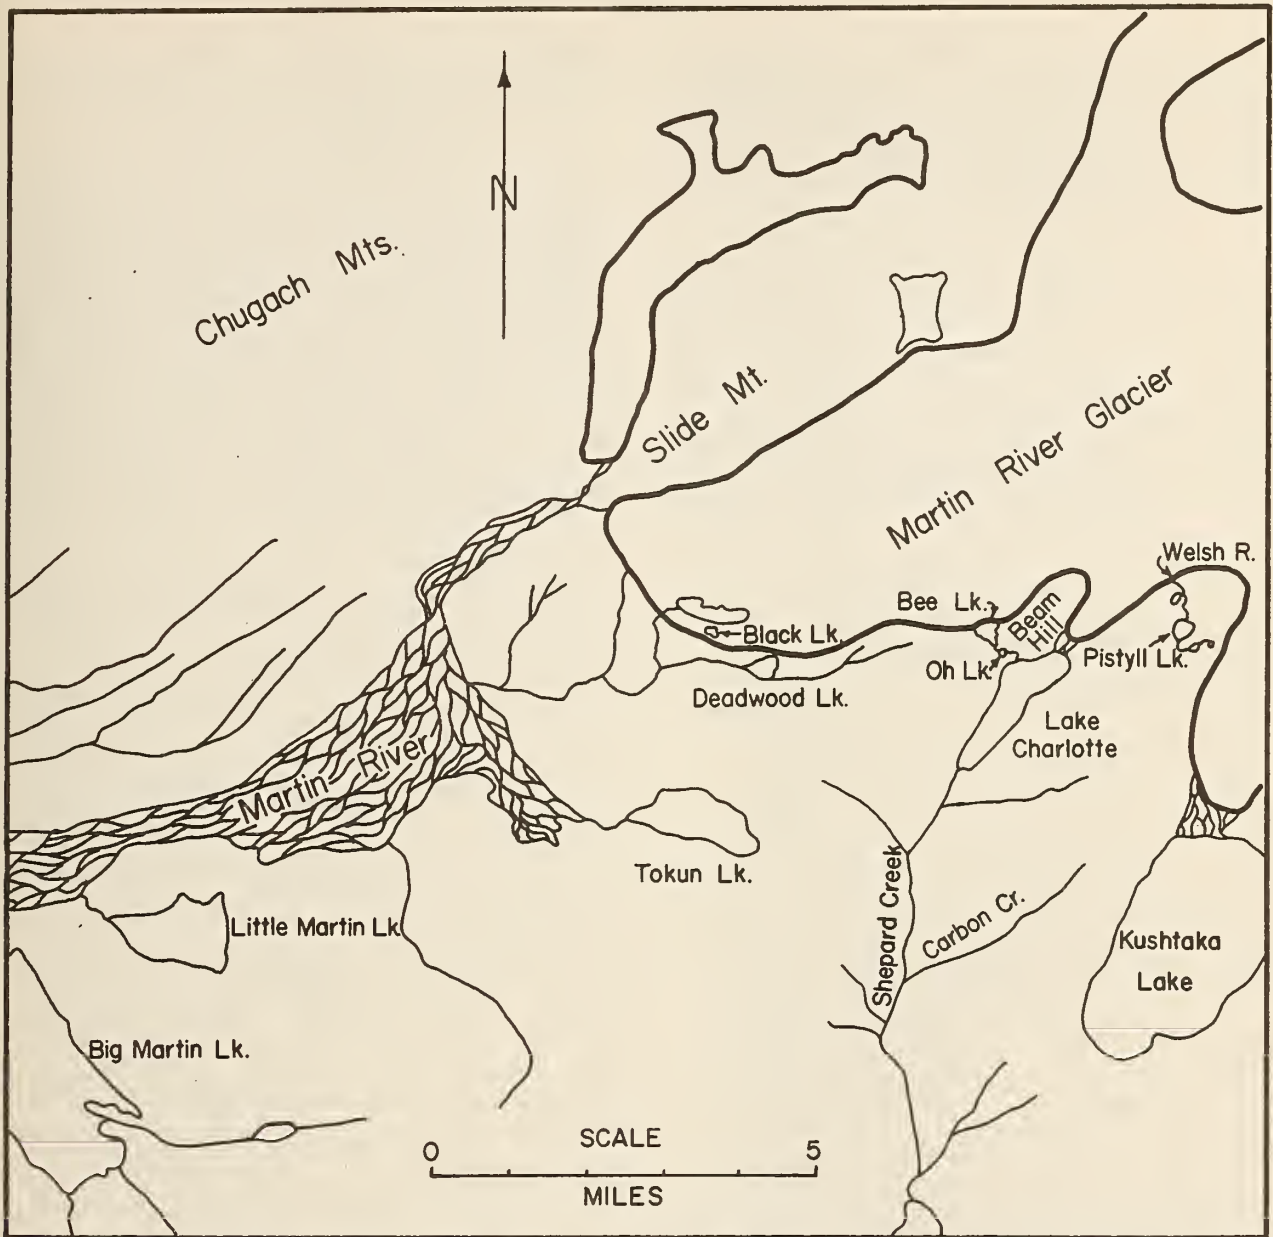 N
Chugach Mts.
Slide Mt.
Martin River Glacier
Welsh R.
Bee Lk.
Beam
Hill
Black Lk.
Oh Lk.
Pistyll Lk.
Deadwood Lk.
Lake
Charlotte
Martin River
Tokun Lk.
Shepard Creek
Carbon Cr.
Little Martin Lk.
Kushtaka
Lake
Big Martin Lk.
SCALE
0 5
MILES